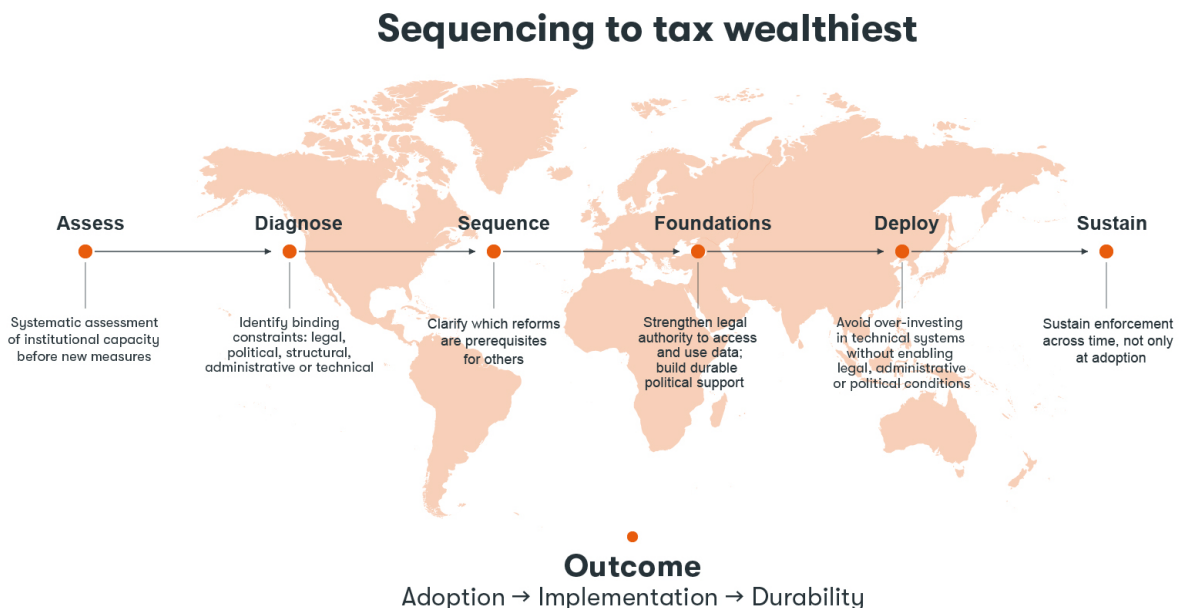 Sequencing to tax wealthiest
Assess
Systematic assessment
of institutional capacity
before new measures
Diagnose
Identify binding
constraints: legal,
political, structural,
administrative or technical
Sequence
Clarify which reforms
are prerequisites
for others
Foundations
Strengthen legal
authority to access
and use data;
build durable
political support
Deploy
Avoid over-investing
in technical systems
without enabling
legal, administrative
or political conditions
Sustain
Sustain enforcement
across time, not only
at adoption
Outcome
Adoption → Implementation → Durability